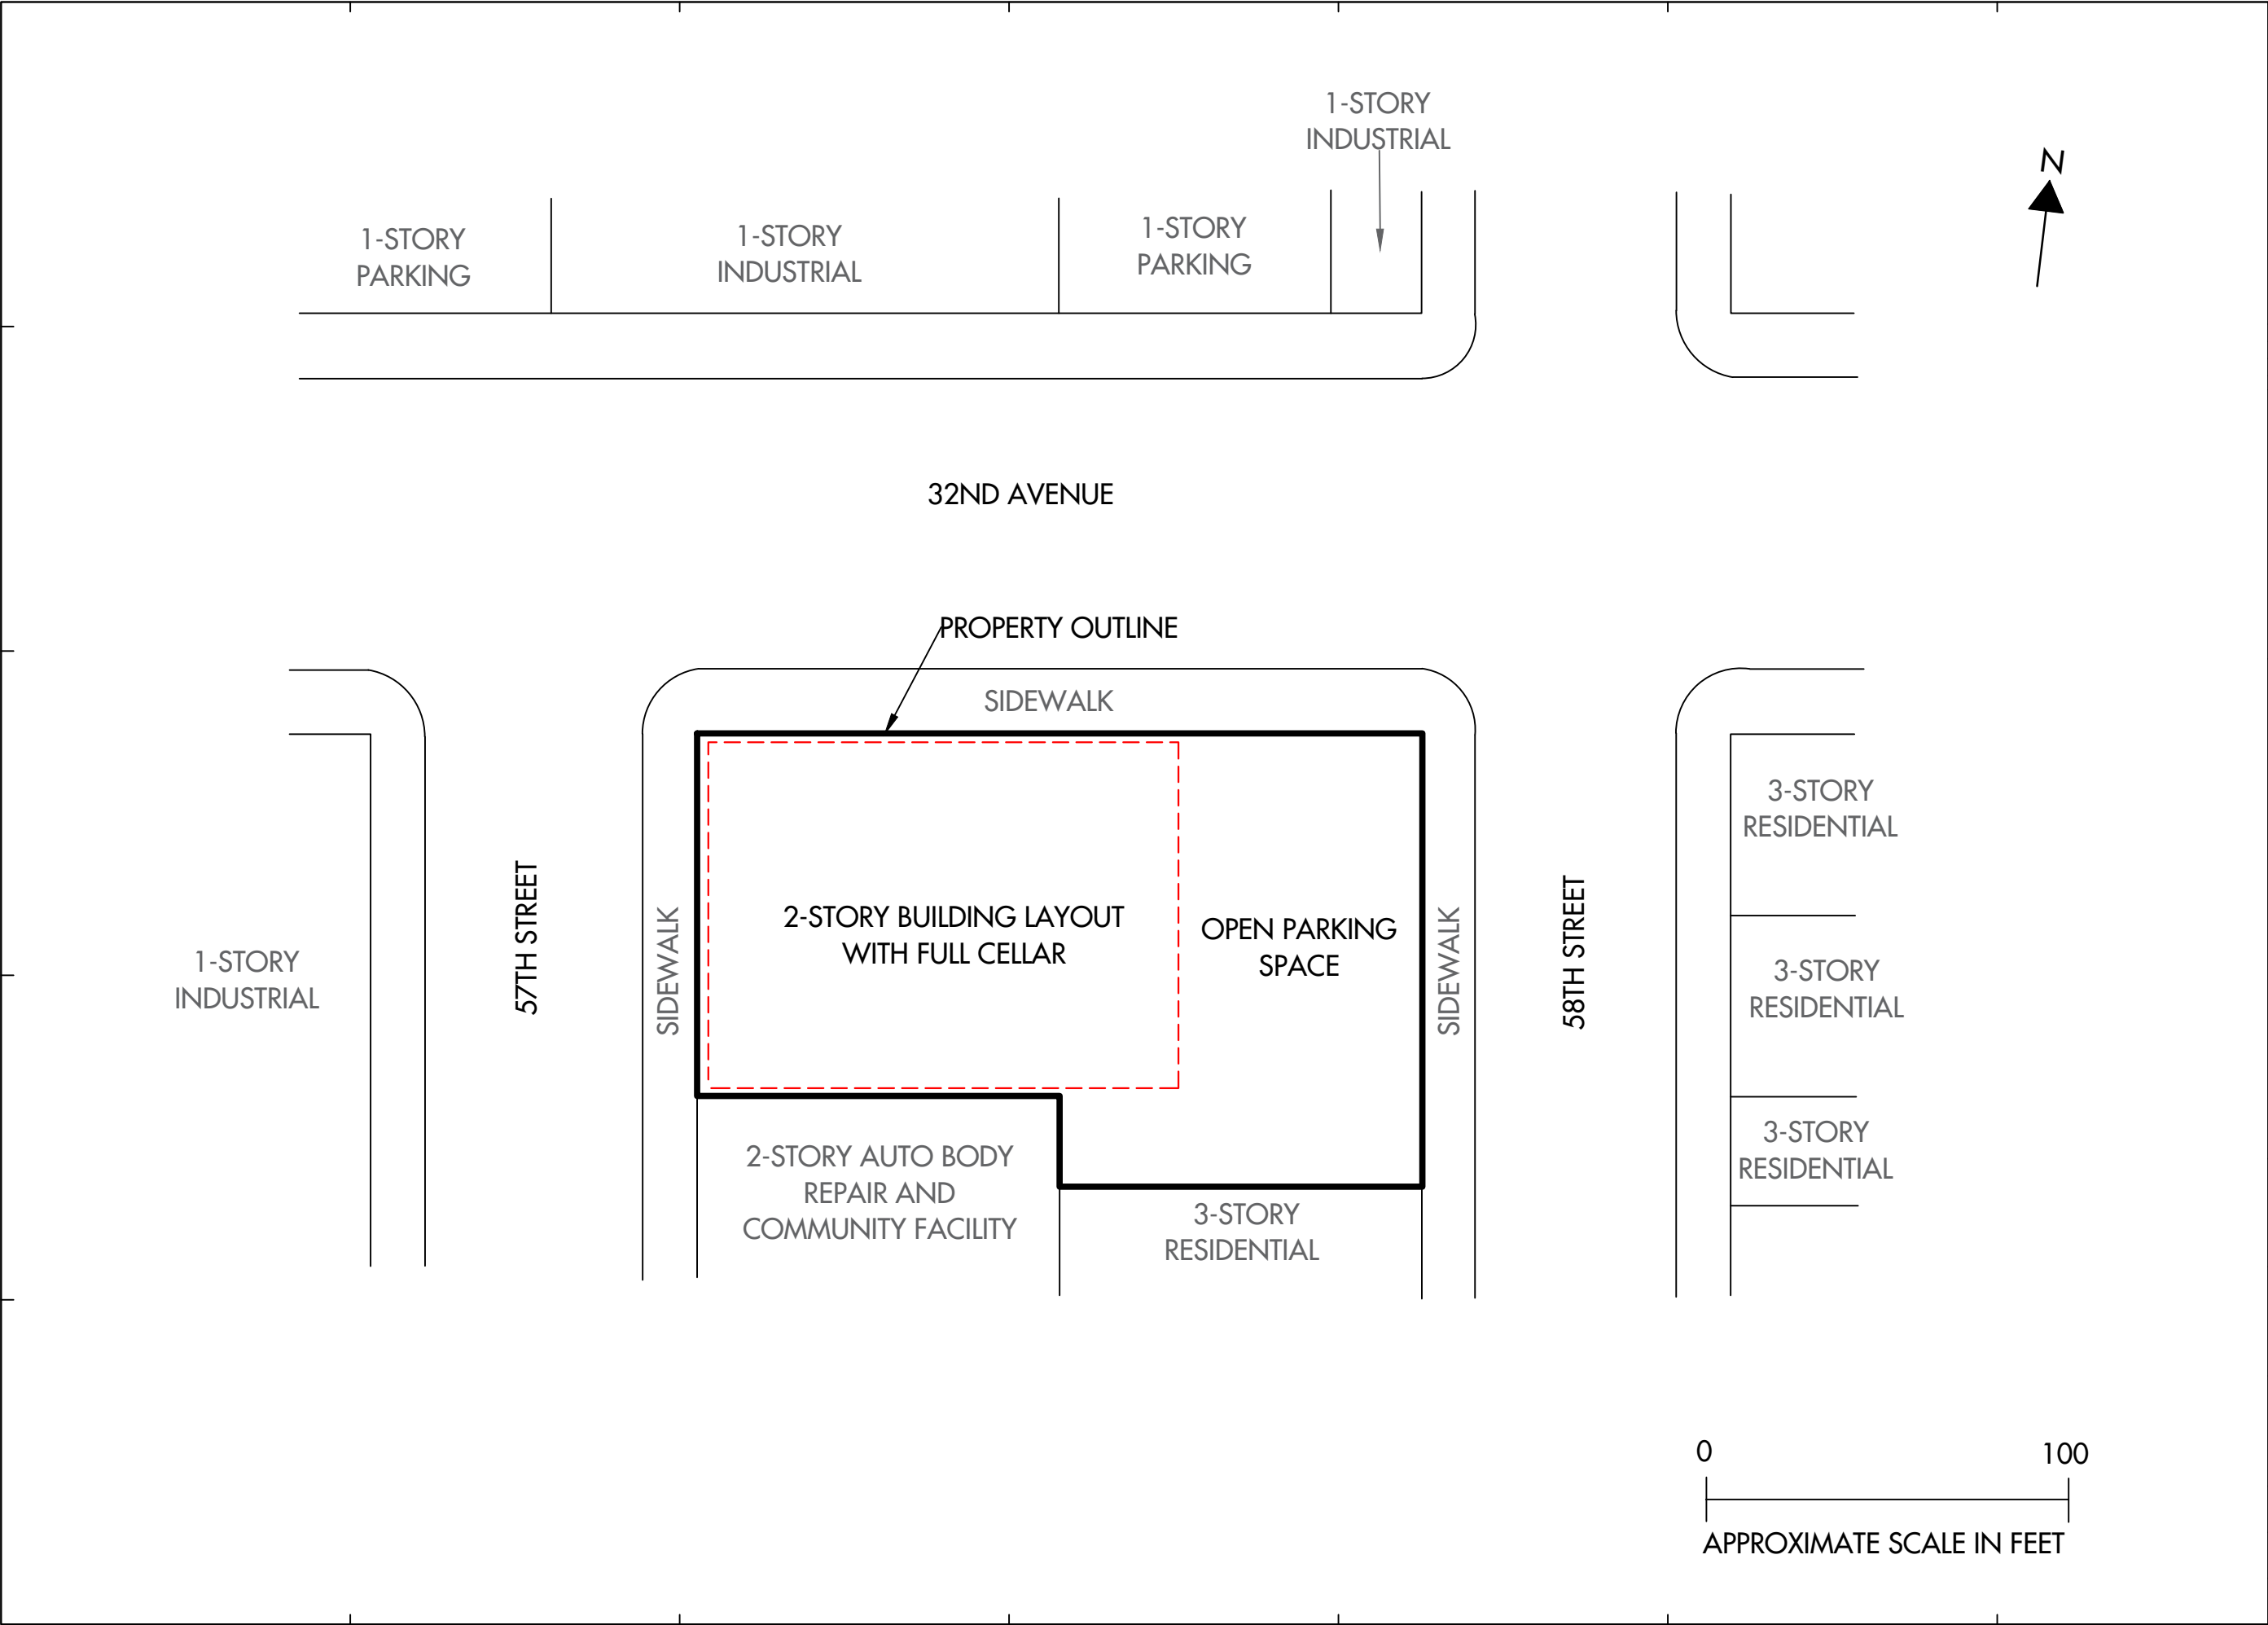 1-STORY
INDUSTRIAL
N
1-STORY
PARKING
1-STORY
INDUSTRIAL
1-STORY
PARKING
32ND AVENUE
PROPERTY OUTLINE
SIDEWALK
3-STORY
RESIDENTIAL
57TH STREET
SIDEWALK
2-STORY BUILDING LAYOUT
WITH FULL CELLAR
OPEN PARKING
SPACE
SIDEWALK
58TH STREET
1-STORY
INDUSTRIAL
3-STORY
RESIDENTIAL
3-STORY
RESIDENTIAL
2-STORY AUTO BODY
REPAIR AND
COMMUNITY FACILITY
3-STORY
RESIDENTIAL
0
100
APPROXIMATE SCALE IN FEET